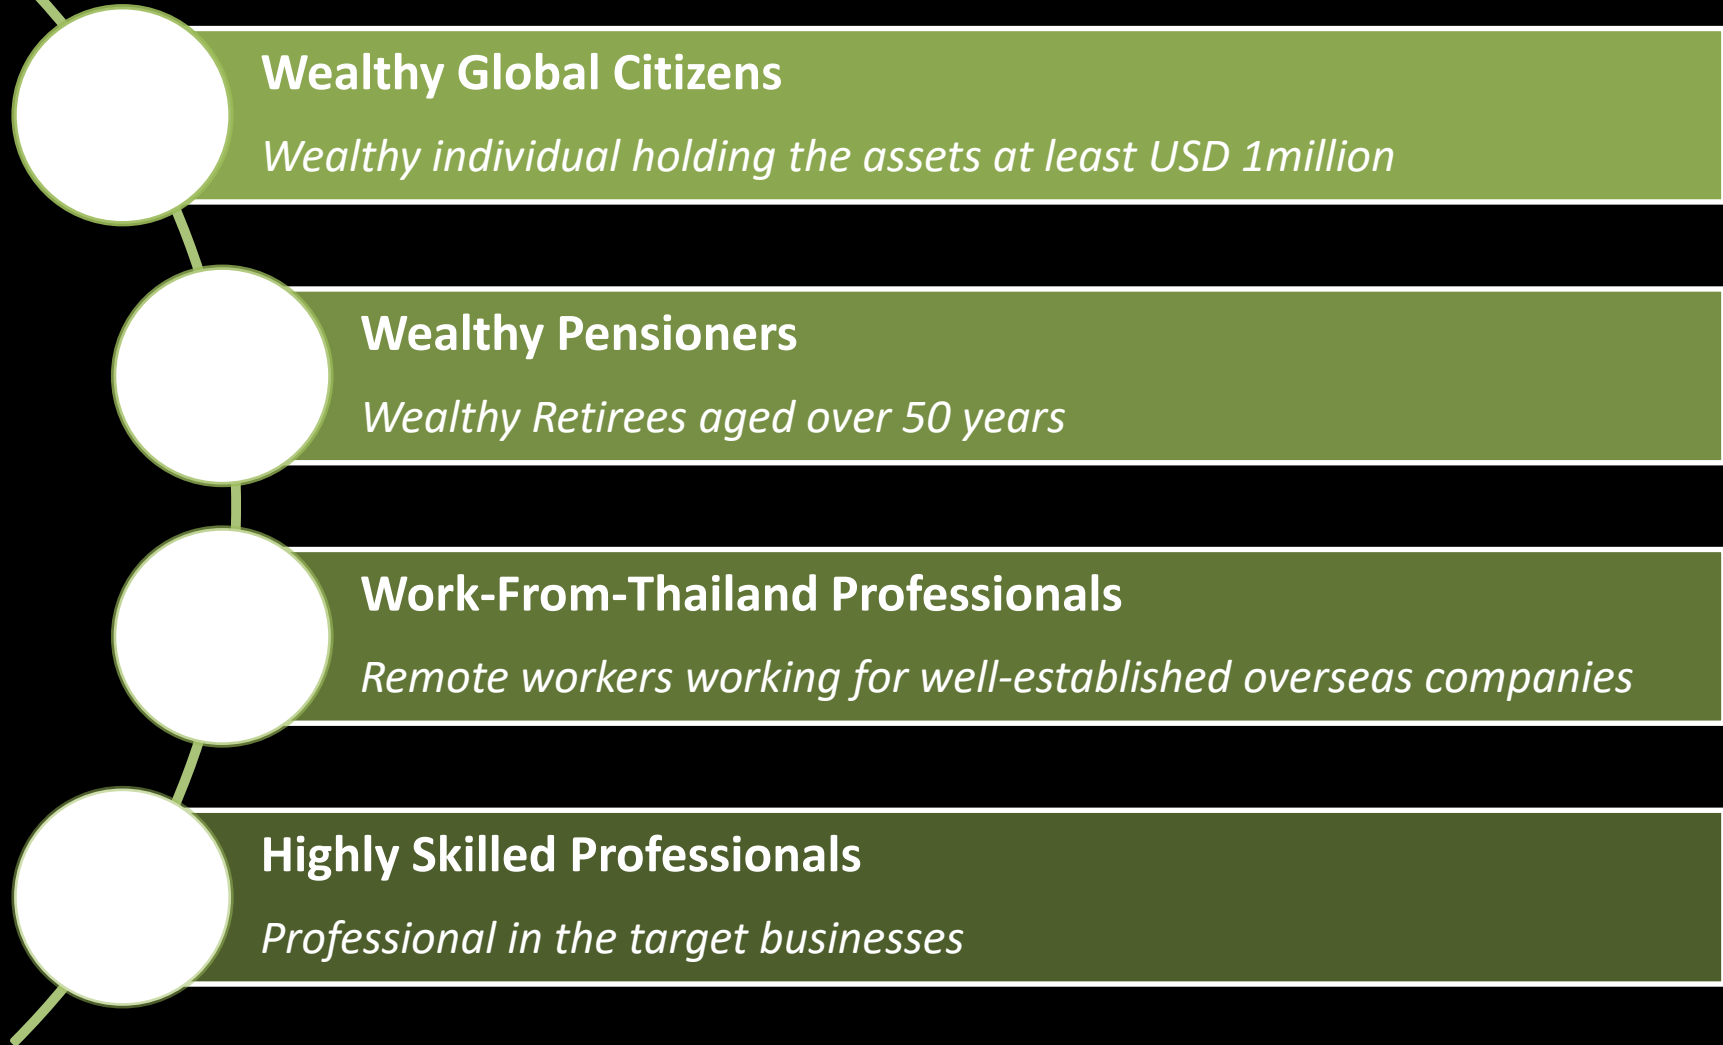 Wealthy Global Citizens
Wealthy individual holding the assets at least USD 1million
Wealthy Pensioners
Wealthy Retirees aged over 50 years
Work-From-Thailand Professionals
Remote workers working for well-established overseas companies
Highly Skilled Professionals
Professional in the target businesses